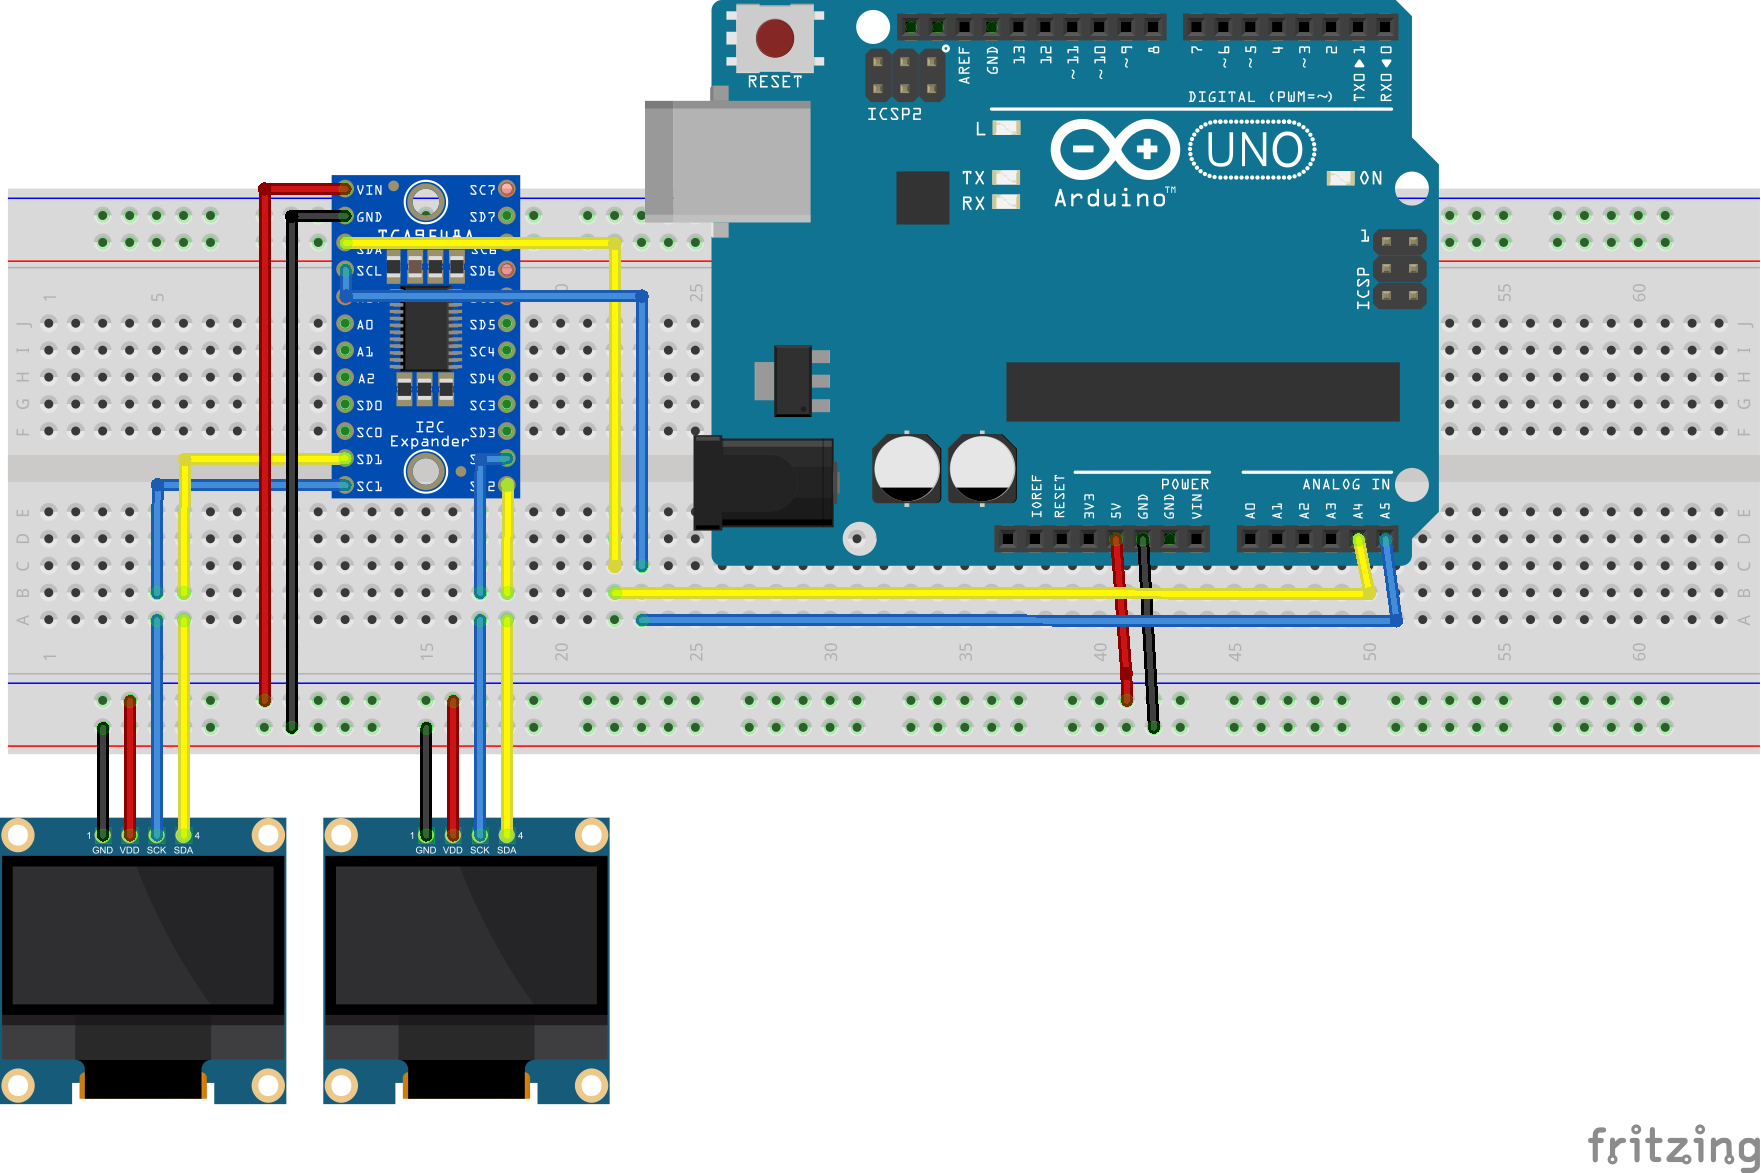 RESET
ICSP2
AREF
GND
13
12
~11
~10
~9
8
7
~6
~5
4
~3
2
TX0▶1
RX0◀0
DIGITAL (PWM=~)
L
TX
RX
Arduino™
UNO
ON
1
ICSP
IOREF
RESET
3V3
5V
GND
GND
VIN
POWER
A0
A1
A2
A3
A4
A5
ANALOG IN
VIN
GND
TCA9548A
SDA
SCL
A0
A1
A2
SD0
SC0
SD1
SC1
SC7
SD7
SC6
SD6
SD5
SC4
SD4
SC3
SD3
I2C
Expander
1 5 25 55 60
J J
I I
H H
G G
F F
E E
D D
C C
B B
A A
1 15 20 25 30 35 40 45 50 55 60
1 4
GND VDD SCK SDA
1 4
GND VDD SCK SDA
fritzing